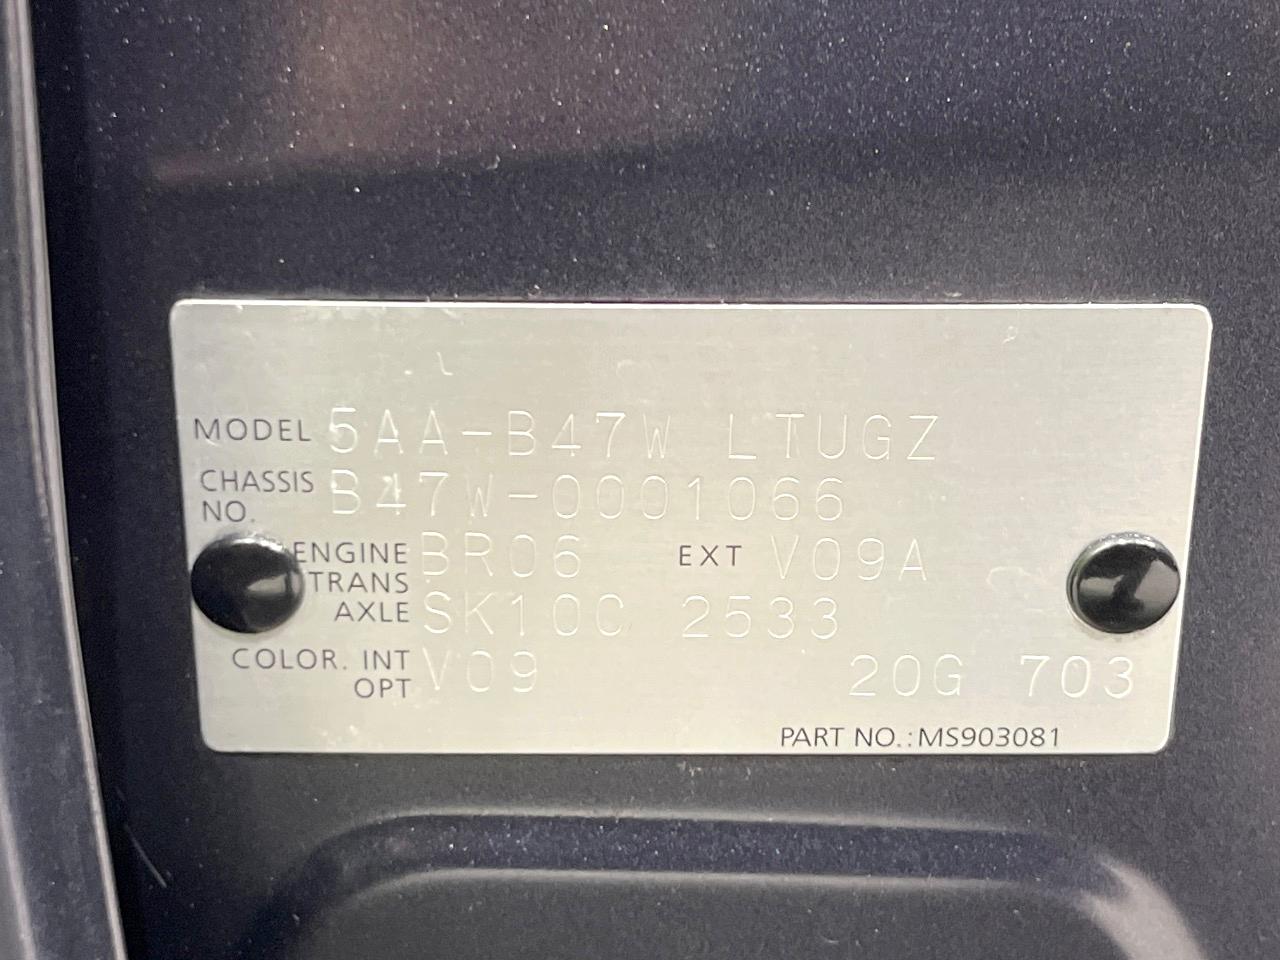 MODEL 5AA-B47W LTUGZ
CHASSIS NO. B47W-0001066
ENGINE BR06 EXT V09A
TRANS AXLE SK10C 2533
COLOR. INT OPT V09 20G 703
PART NO.:MS903081